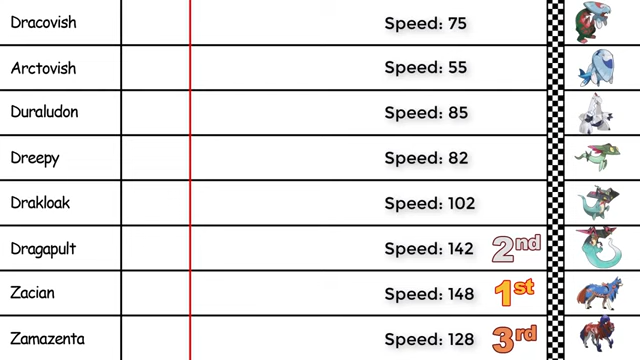 Dracovish Speed: 75
Arctovish Speed: 55
Duraludon Speed: 85
Dreepy Speed: 82
Drakloak Speed: 102
Dragapult Speed: 142 2nd
Zacian Speed: 148 1st
Zamazenta Speed: 128 3rd